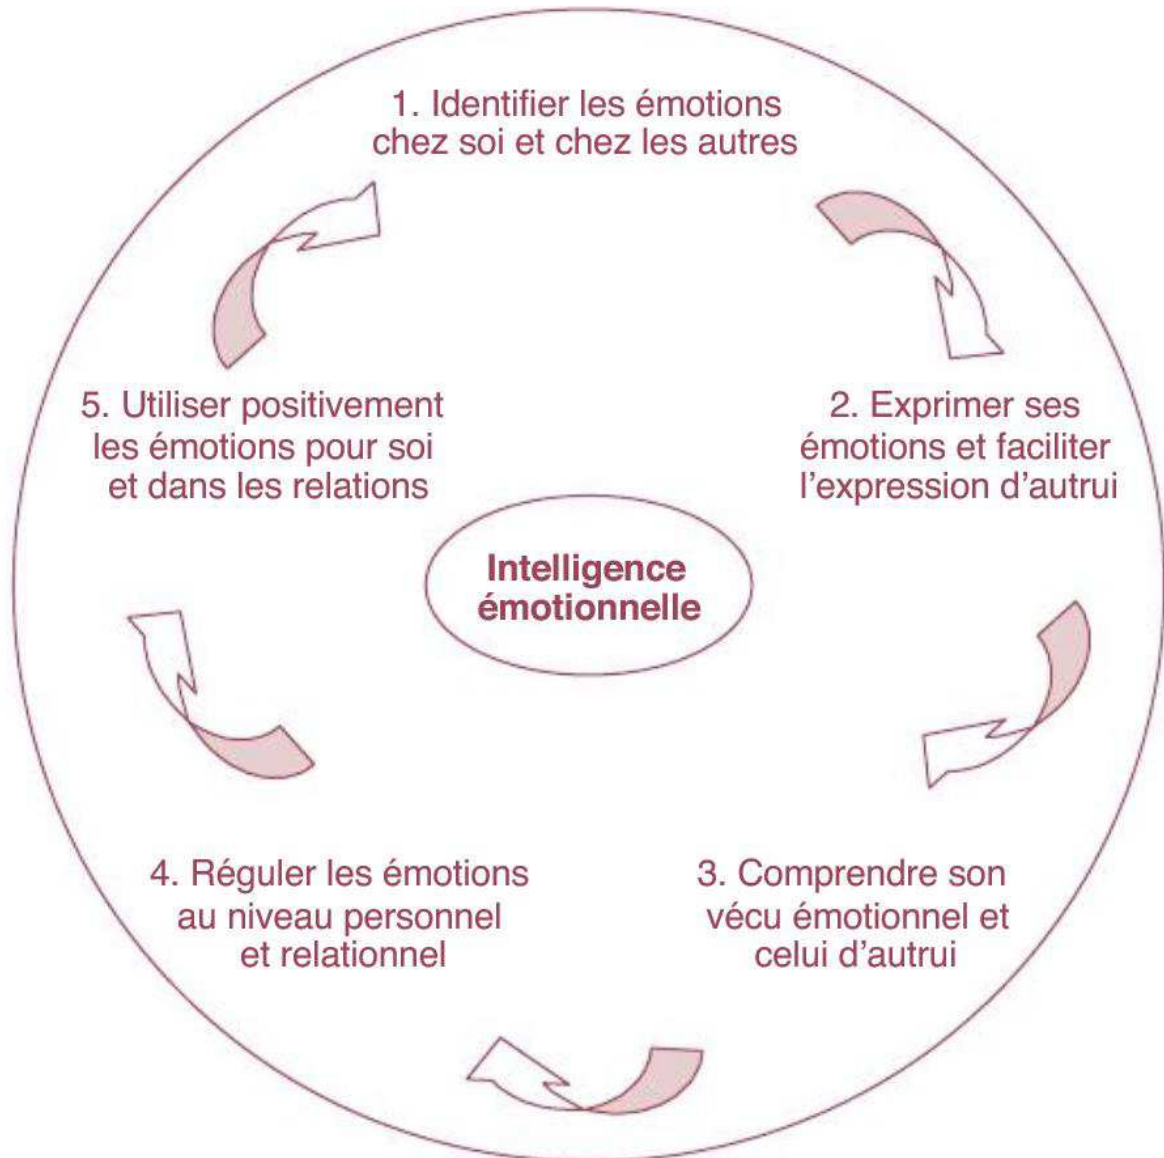 1. Identifier les émotions
chez soi et chez les autres
2. Exprimer ses
émotions et faciliter
l'expression d'autrui
3. Comprendre son
vécu émotionnel et
celui d'autrui
4. Réguler les émotions
au niveau personnel
et relationnel
5. Utiliser positivement
les émotions pour soi
et dans les relations
Intelligence
émotionnelle